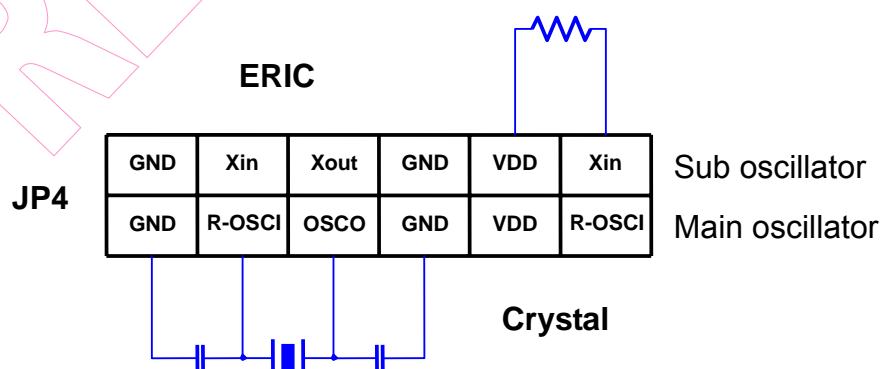 ERIC
GND Xin Xout GND VDD Xin Sub oscillator
JP4
GND R-OSCI OSCO GND VDD R-OSCI Main oscillator
Crystal